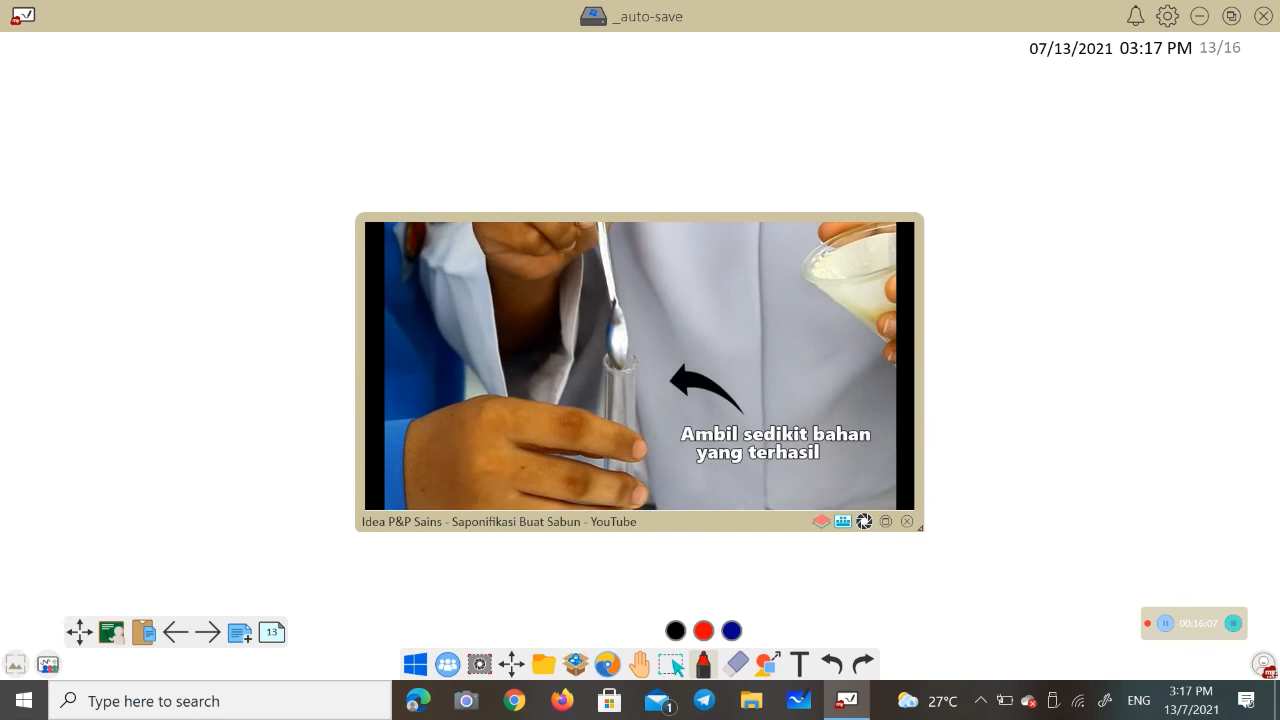 _auto-save
07/13/2021 03:17 PM 13/16
Ambil sedikit bahan
yang terhasil
Idea P&P Sains - Saponifikasi Buat Sabun - YouTube
13
00:16:07
Type here to search
1
27°C
ENG
3:17 PM
13/7/2021